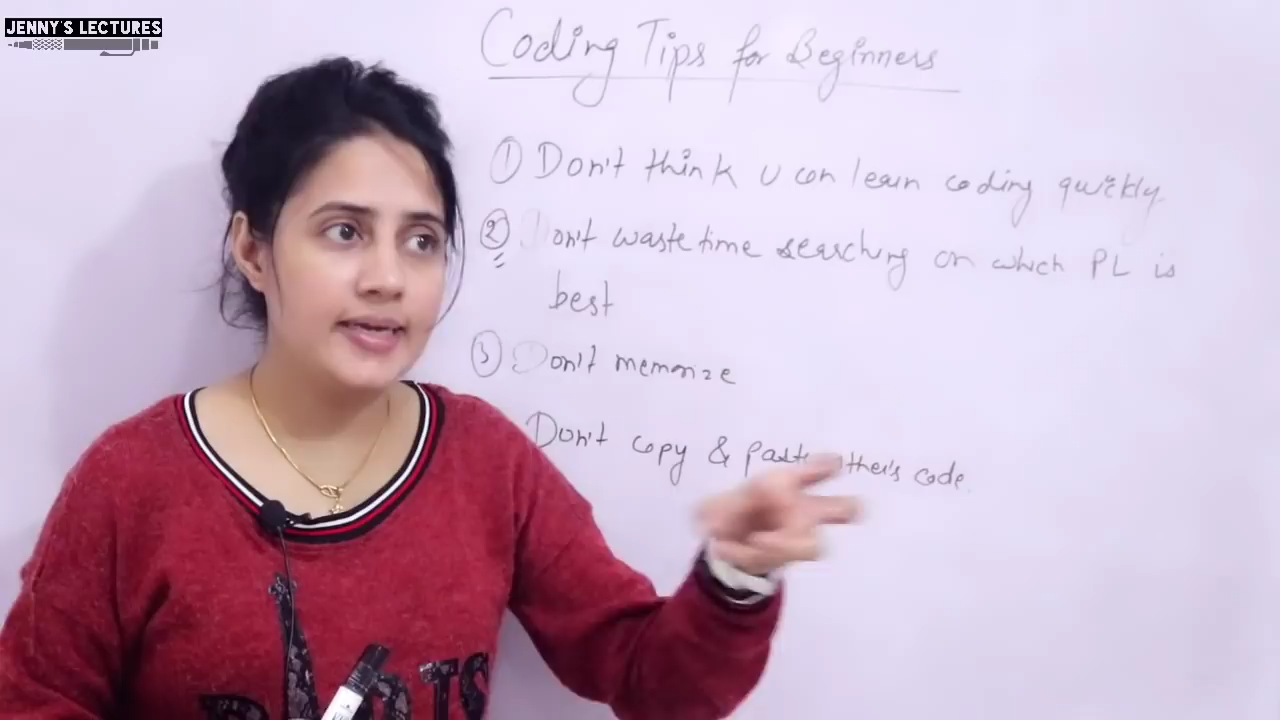 JENNY'S LECTURES
Coding Tips for Beginners
① Don't think u can learn coding quickly.
② Don't waste time searching on which PL is
best
③ Don't memorize
Don't copy & paste other's code.
PARIS